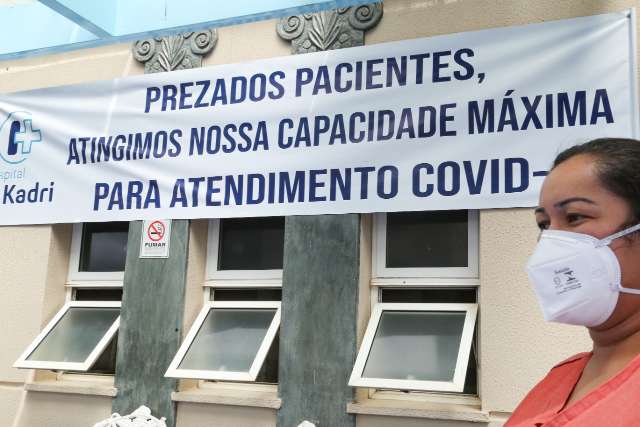 PREZADOS PACIENTES,
ATINGIMOS NOSSA CAPACIDADE MÁXIMA
PARA ATENDIMENTO COVID-
Kadri
FUMAR